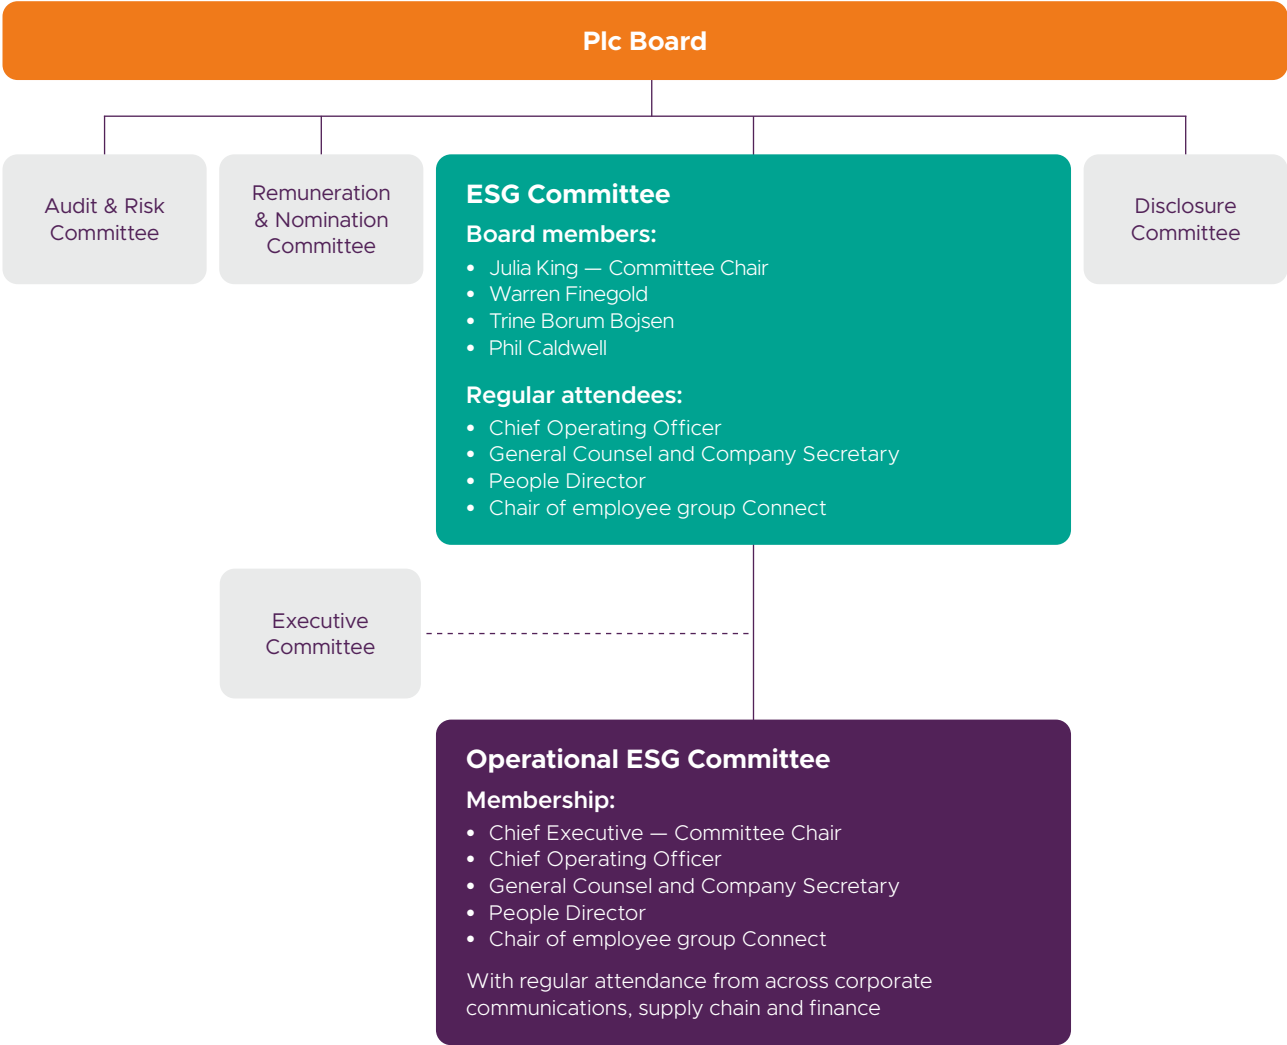 Plc Board
Audit & Risk
Committee
Remuneration
& Nomination
Committee
ESG Committee
Board members:
• Julia King — Committee Chair
• Warren Finegold
• Trine Borum Bojsen
• Phil Caldwell
Regular attendees:
• Chief Operating Officer
• General Counsel and Company Secretary
• People Director
• Chair of employee group Connect
Disclosure
Committee
Executive
Committee
Operational ESG Committee
Membership:
• Chief Executive — Committee Chair
• Chief Operating Officer
• General Counsel and Company Secretary
• People Director
• Chair of employee group Connect
With regular attendance from across corporate
communications, supply chain and finance